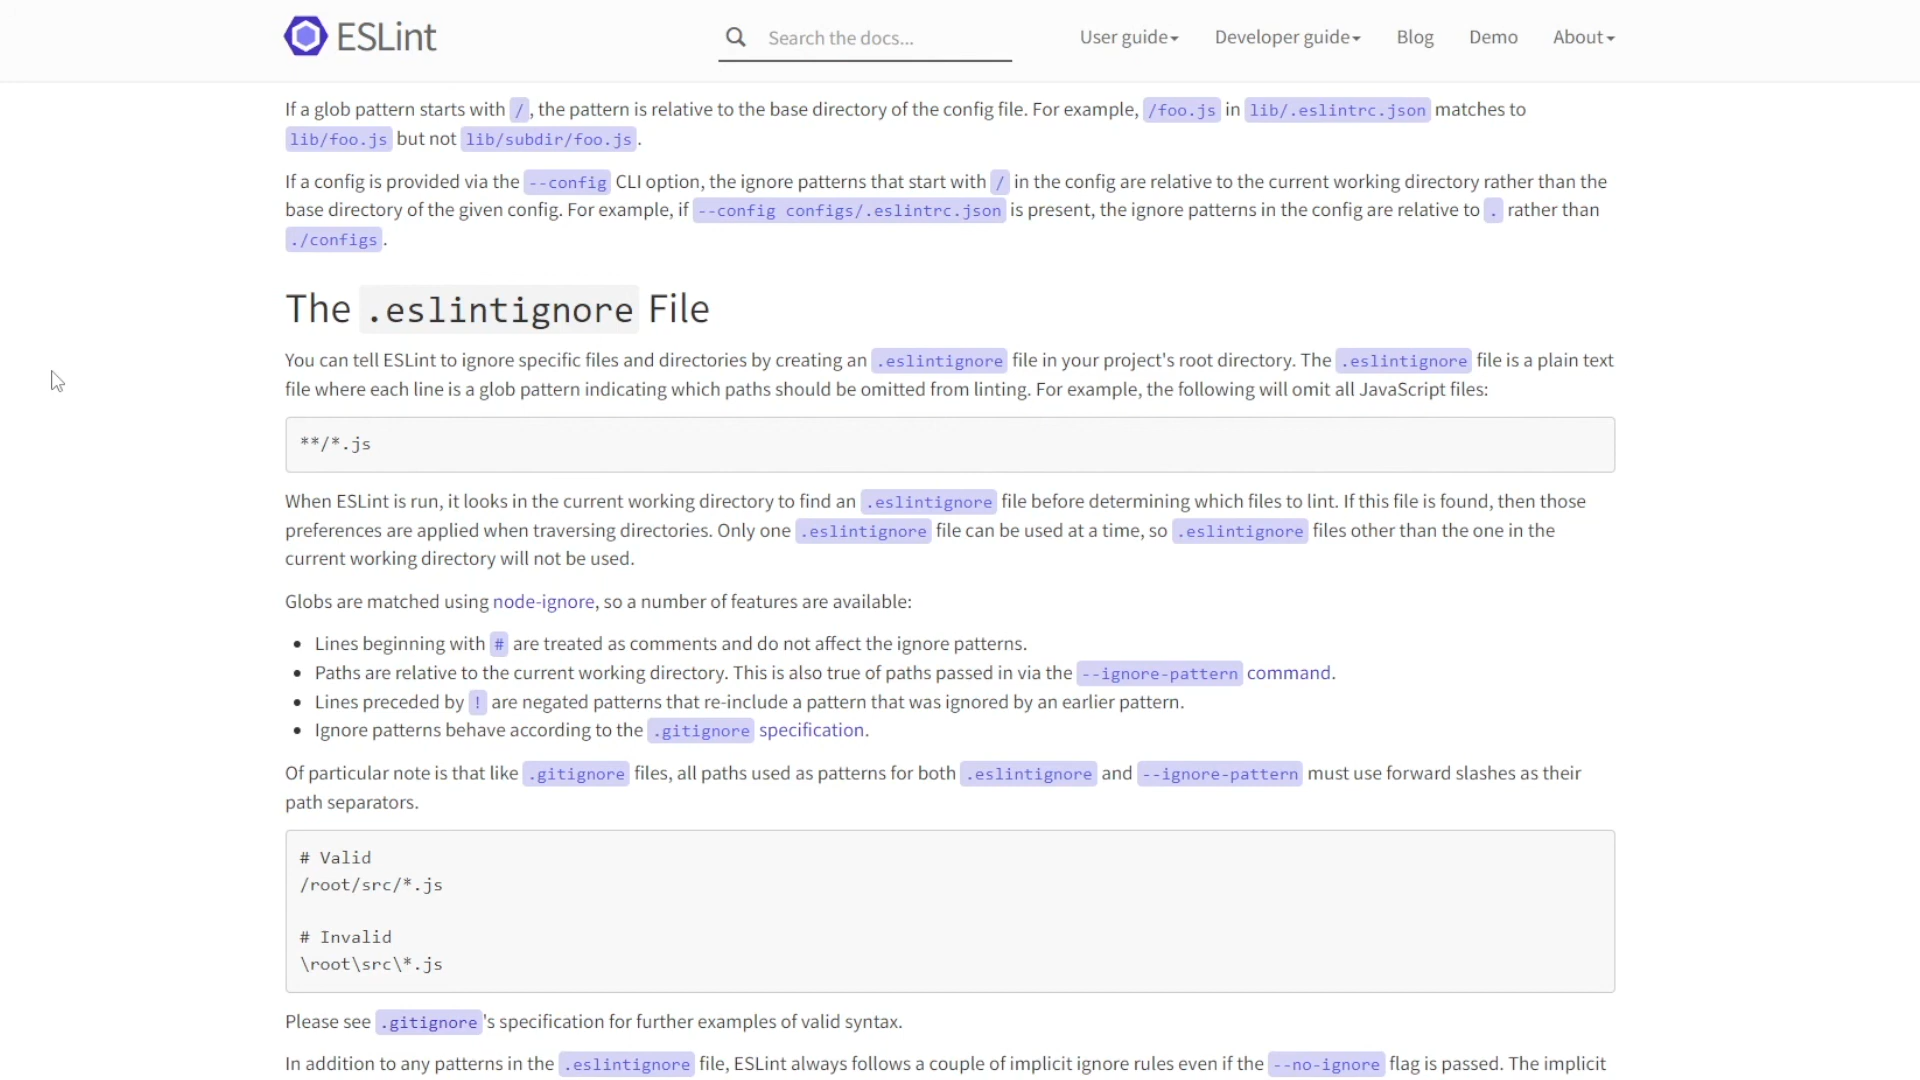 ESLint
Search the docs...
User guide
Developer guide
Blog
Demo
About
If a glob pattern starts with /, the pattern is relative to the base directory of the config file. For example, /foo.js in lib/.eslintrc.json matches to
lib/foo.js but not lib/subdir/foo.js.
If a config is provided via the --config CLI option, the ignore patterns that start with / in the config are relative to the current working directory rather than the
base directory of the given config. For example, if --config configs/.eslintrc.json is present, the ignore patterns in the config are relative to . rather than
./configs.
The .eslintignore File
You can tell ESLint to ignore specific files and directories by creating an .eslintignore file in your project's root directory. The .eslintignore file is a plain text
file where each line is a glob pattern indicating which paths should be omitted from linting. For example, the following will omit all JavaScript files:
**/*.js
When ESLint is run, it looks in the current working directory to find an .eslintignore file before determining which files to lint. If this file is found, then those
preferences are applied when traversing directories. Only one .eslintignore file can be used at a time, so .eslintignore files other than the one in the
current working directory will not be used.
Globs are matched using node-ignore, so a number of features are available:
• Lines beginning with # are treated as comments and do not affect the ignore patterns.
• Paths are relative to the current working directory. This is also true of paths passed in via the --ignore-pattern command.
• Lines preceded by ! are negated patterns that re-include a pattern that was ignored by an earlier pattern.
• Ignore patterns behave according to the .gitignore specification.
Of particular note is that like .gitignore files, all paths used as patterns for both .eslintignore and --ignore-pattern must use forward slashes as their
path separators.
# Valid
/root/src/*.js
# Invalid
\root\src\*.js
Please see .gitignore's specification for further examples of valid syntax.
In addition to any patterns in the .eslintignore file, ESLint always follows a couple of implicit ignore rules even if the --no-ignore flag is passed. The implicit